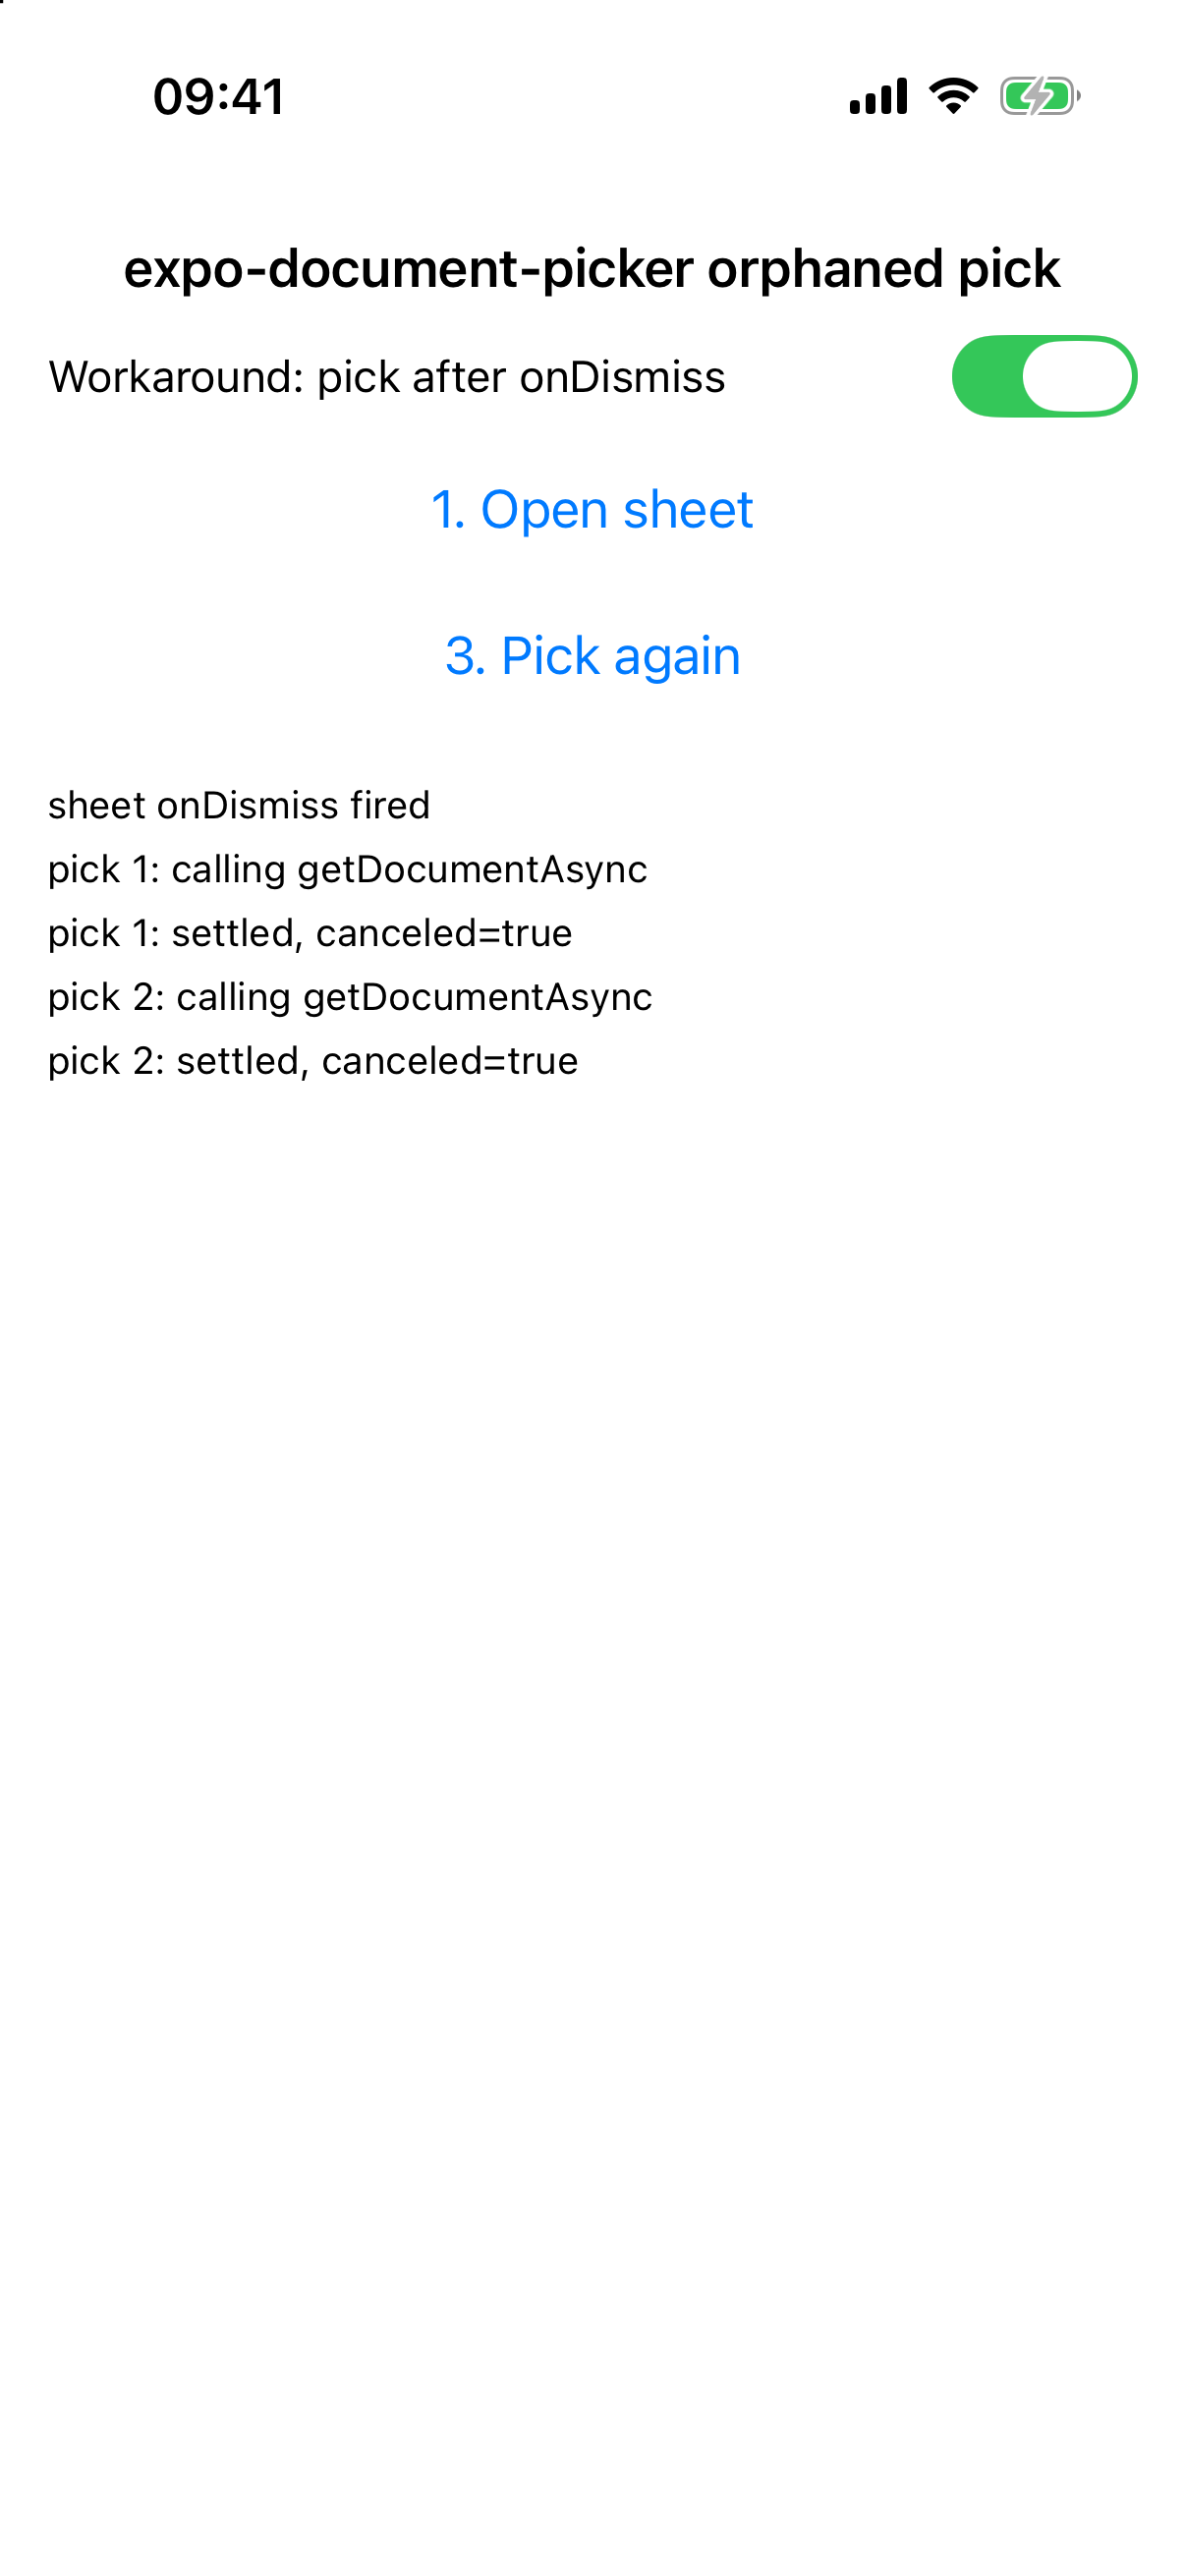 09:41
expo-document-picker orphaned pick
Workaround: pick after onDismiss
1. Open sheet
3. Pick again
sheet onDismiss fired
pick 1: calling getDocumentAsync
pick 1: settled, canceled=true
pick 2: calling getDocumentAsync
pick 2: settled, canceled=true